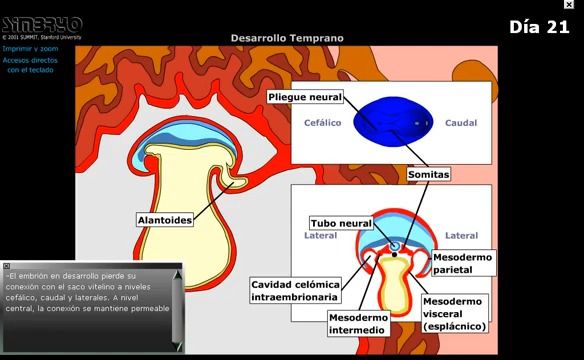 SIMBRYO
© 2001 SUMMIT, Stanford University
Imprimir y zoom
Accesos directos
con el teclado
Desarrollo Temprano
Día 21
Pliegue neural
Cefálico
Caudal
Somitas
Alantoides
Tubo neural
Lateral
Lateral
Mesodermo
parietal
Cavidad celómica
intraembrionaria
Mesodermo
visceral
(esplácnico)
Mesodermo
intermedio
-El embrión en desarrollo pierde su
conexión con el saco vitelino a niveles
cefálico, caudal y laterales. A nivel
central, la conexión se mantiene permeable